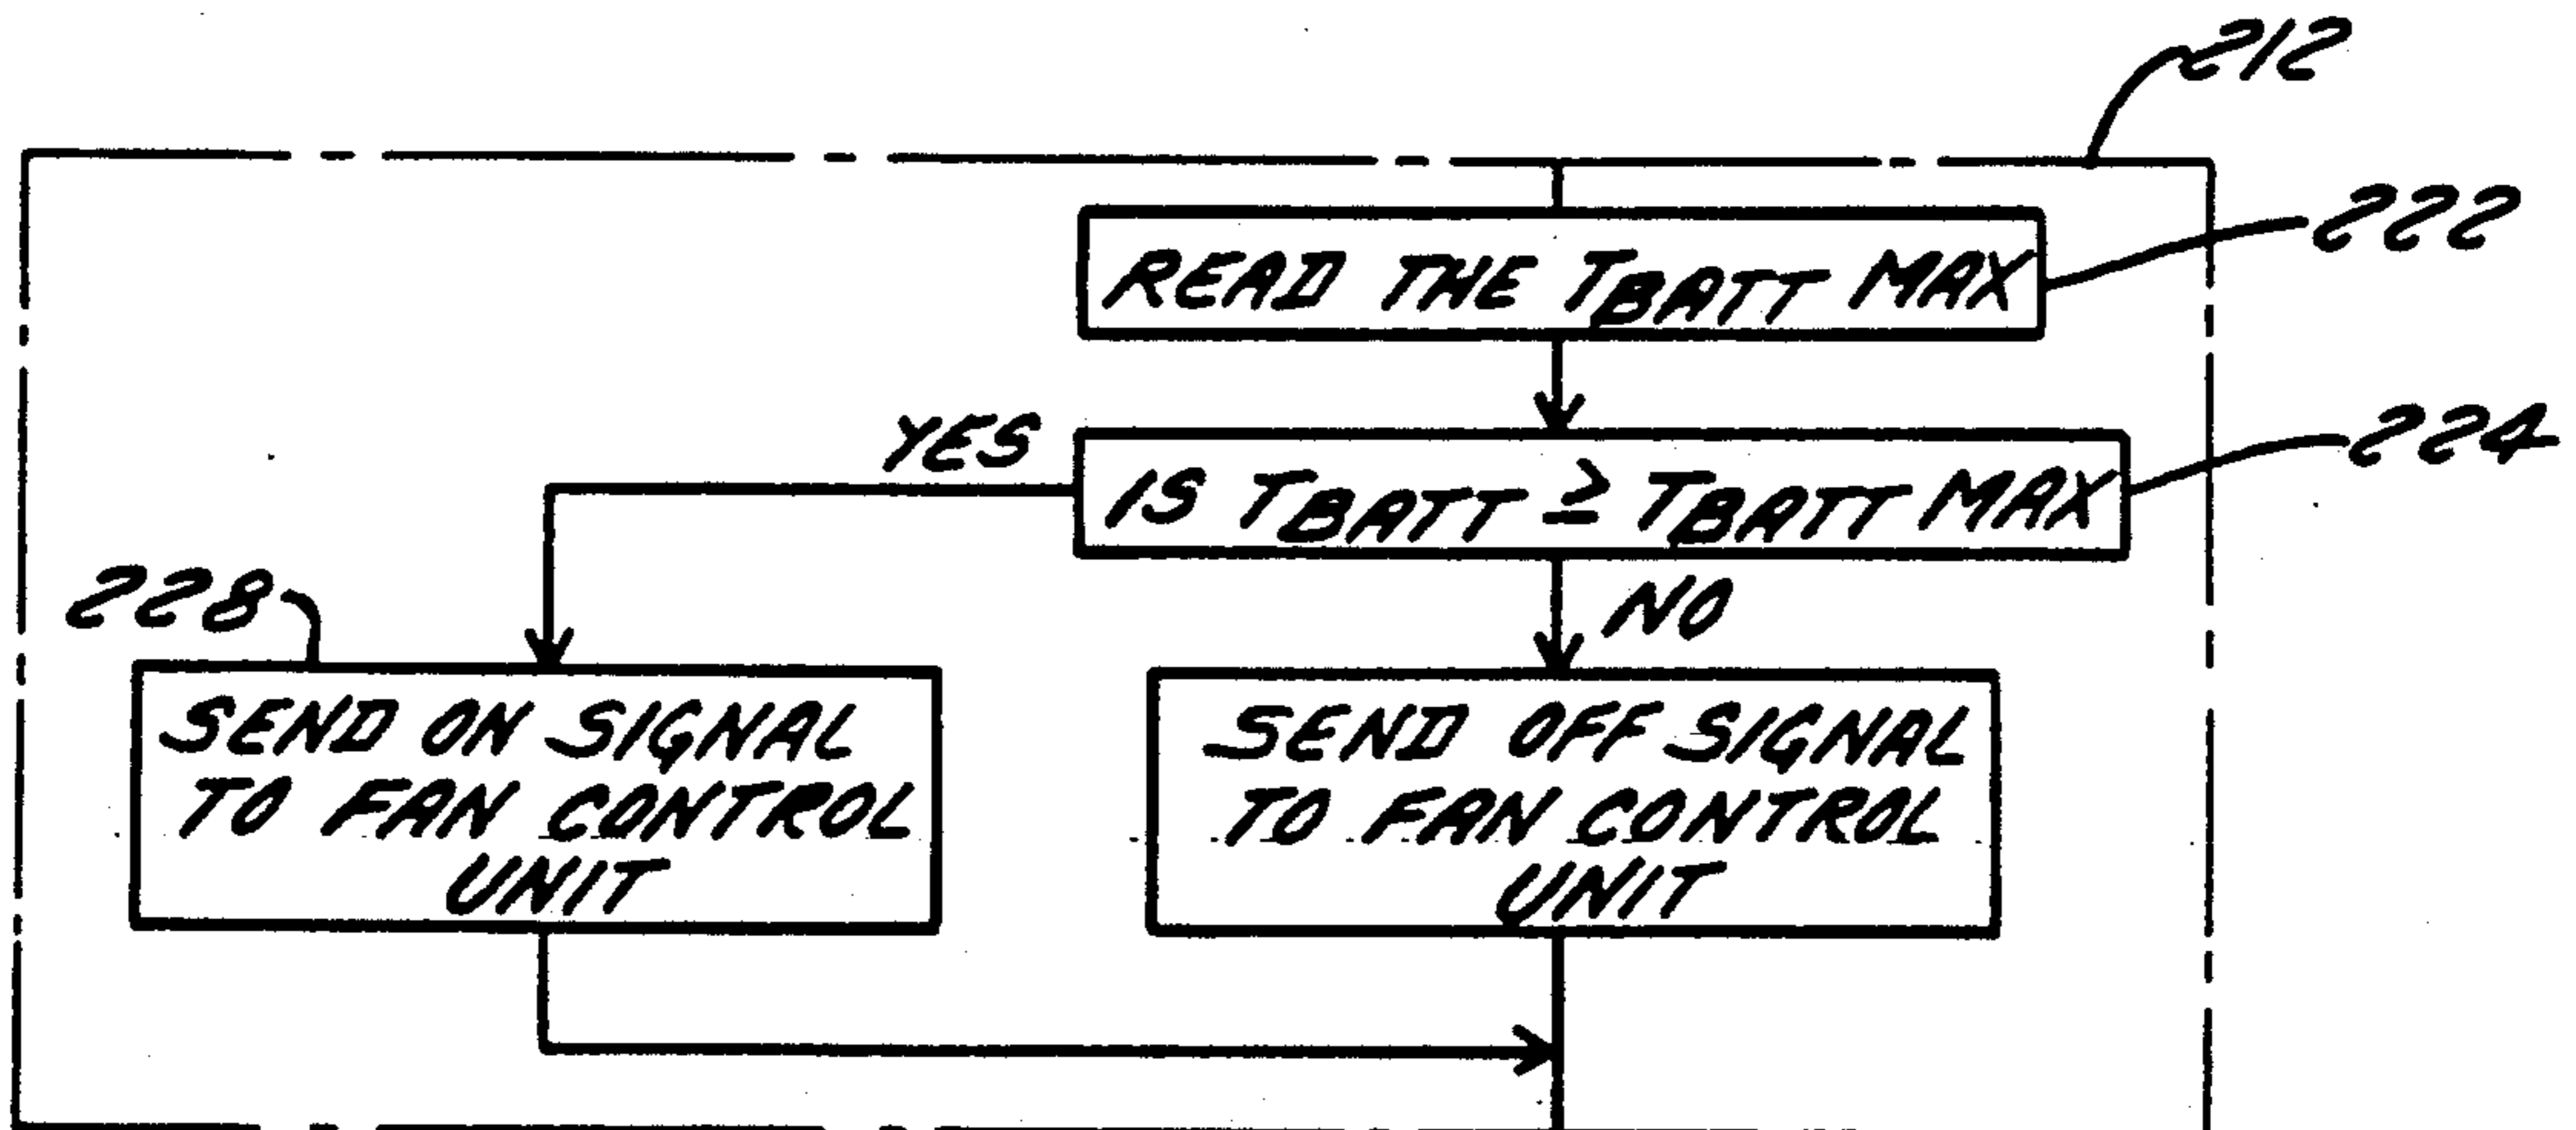 212
READ THE TBATT MAX
222
YES
IS TBATT ≥ TBATT MAX
224
NO
228
SEND ON SIGNAL
TO FAN CONTROL
UNIT
SEND OFF SIGNAL
TO FAN CONTROL
UNIT